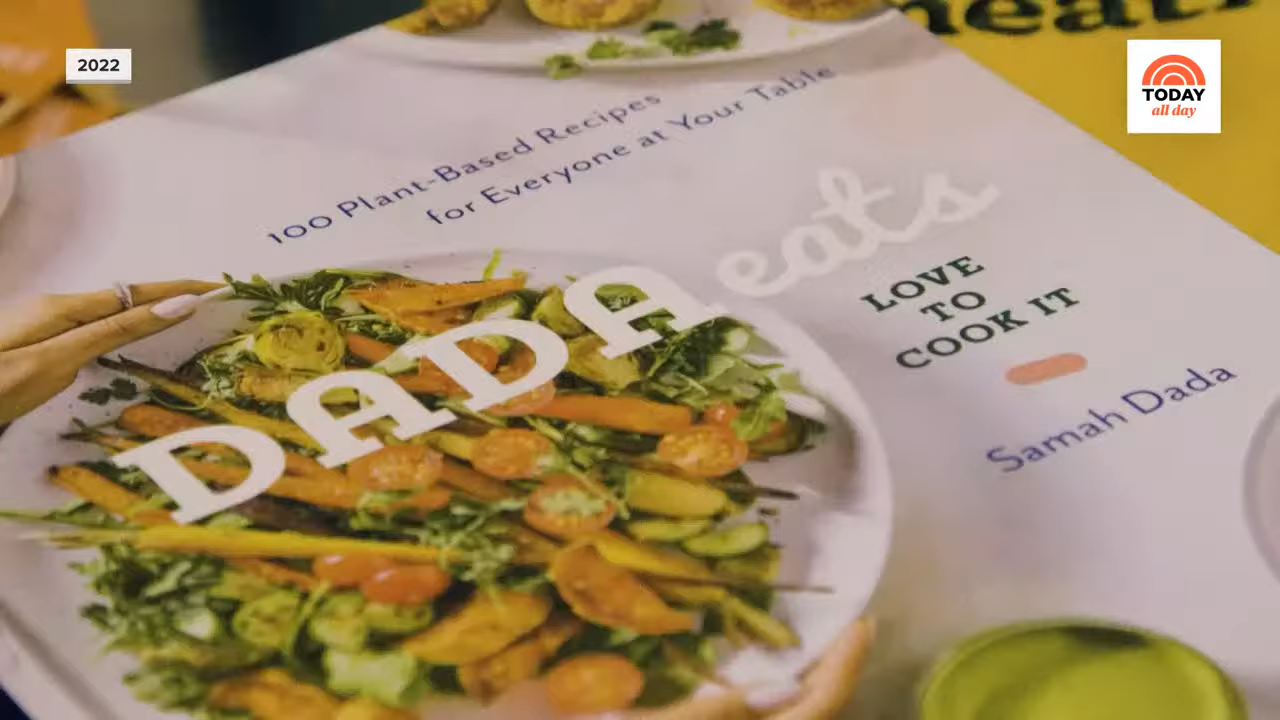 2022
TODAY
all day
100 Plant-Based Recipes
for Everyone at Your Table
DADA eats
LOVE
TO
COOK IT
Samah Dada